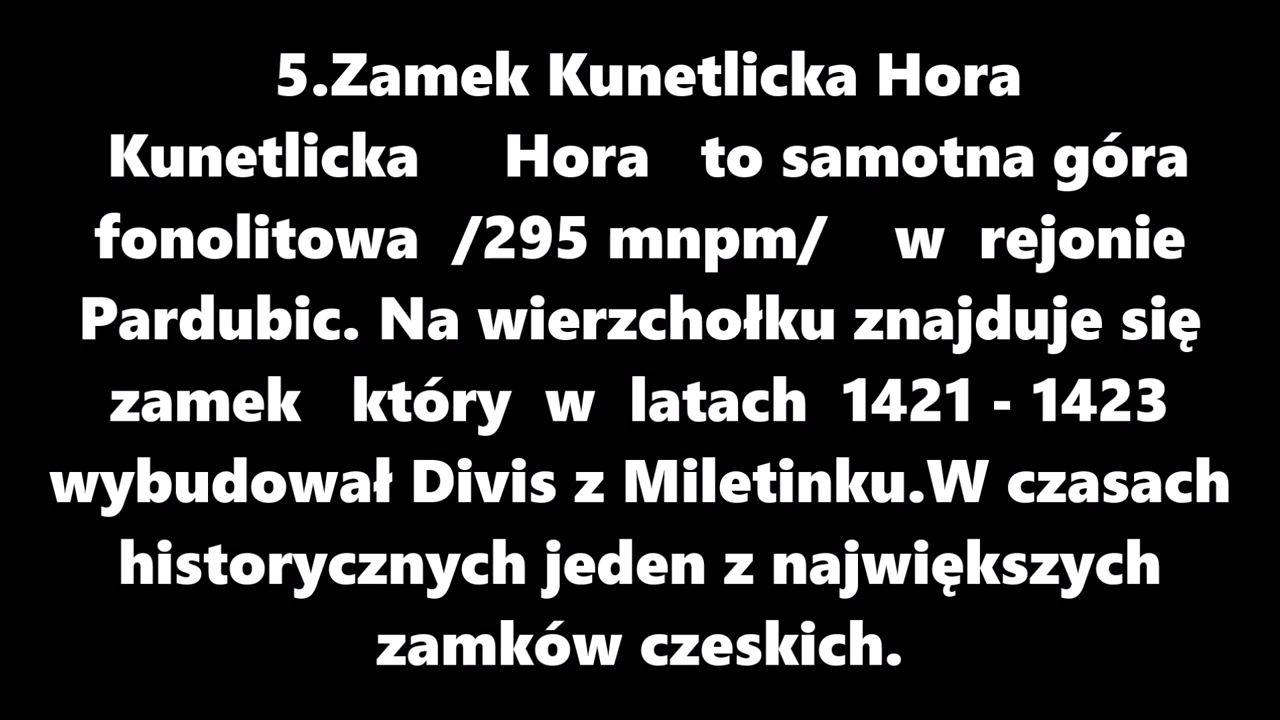 5.Zamek Kunetlicka Hora
Kunetlicka Hora to samotna góra
fonolitowa /295 mnpm/ w rejonie
Pardubic. Na wierzchołku znajduje się
zamek który w latach 1421 - 1423
wybudował Divis z Miletinku.W czasach
historycznych jeden z największych
zamków czeskich.